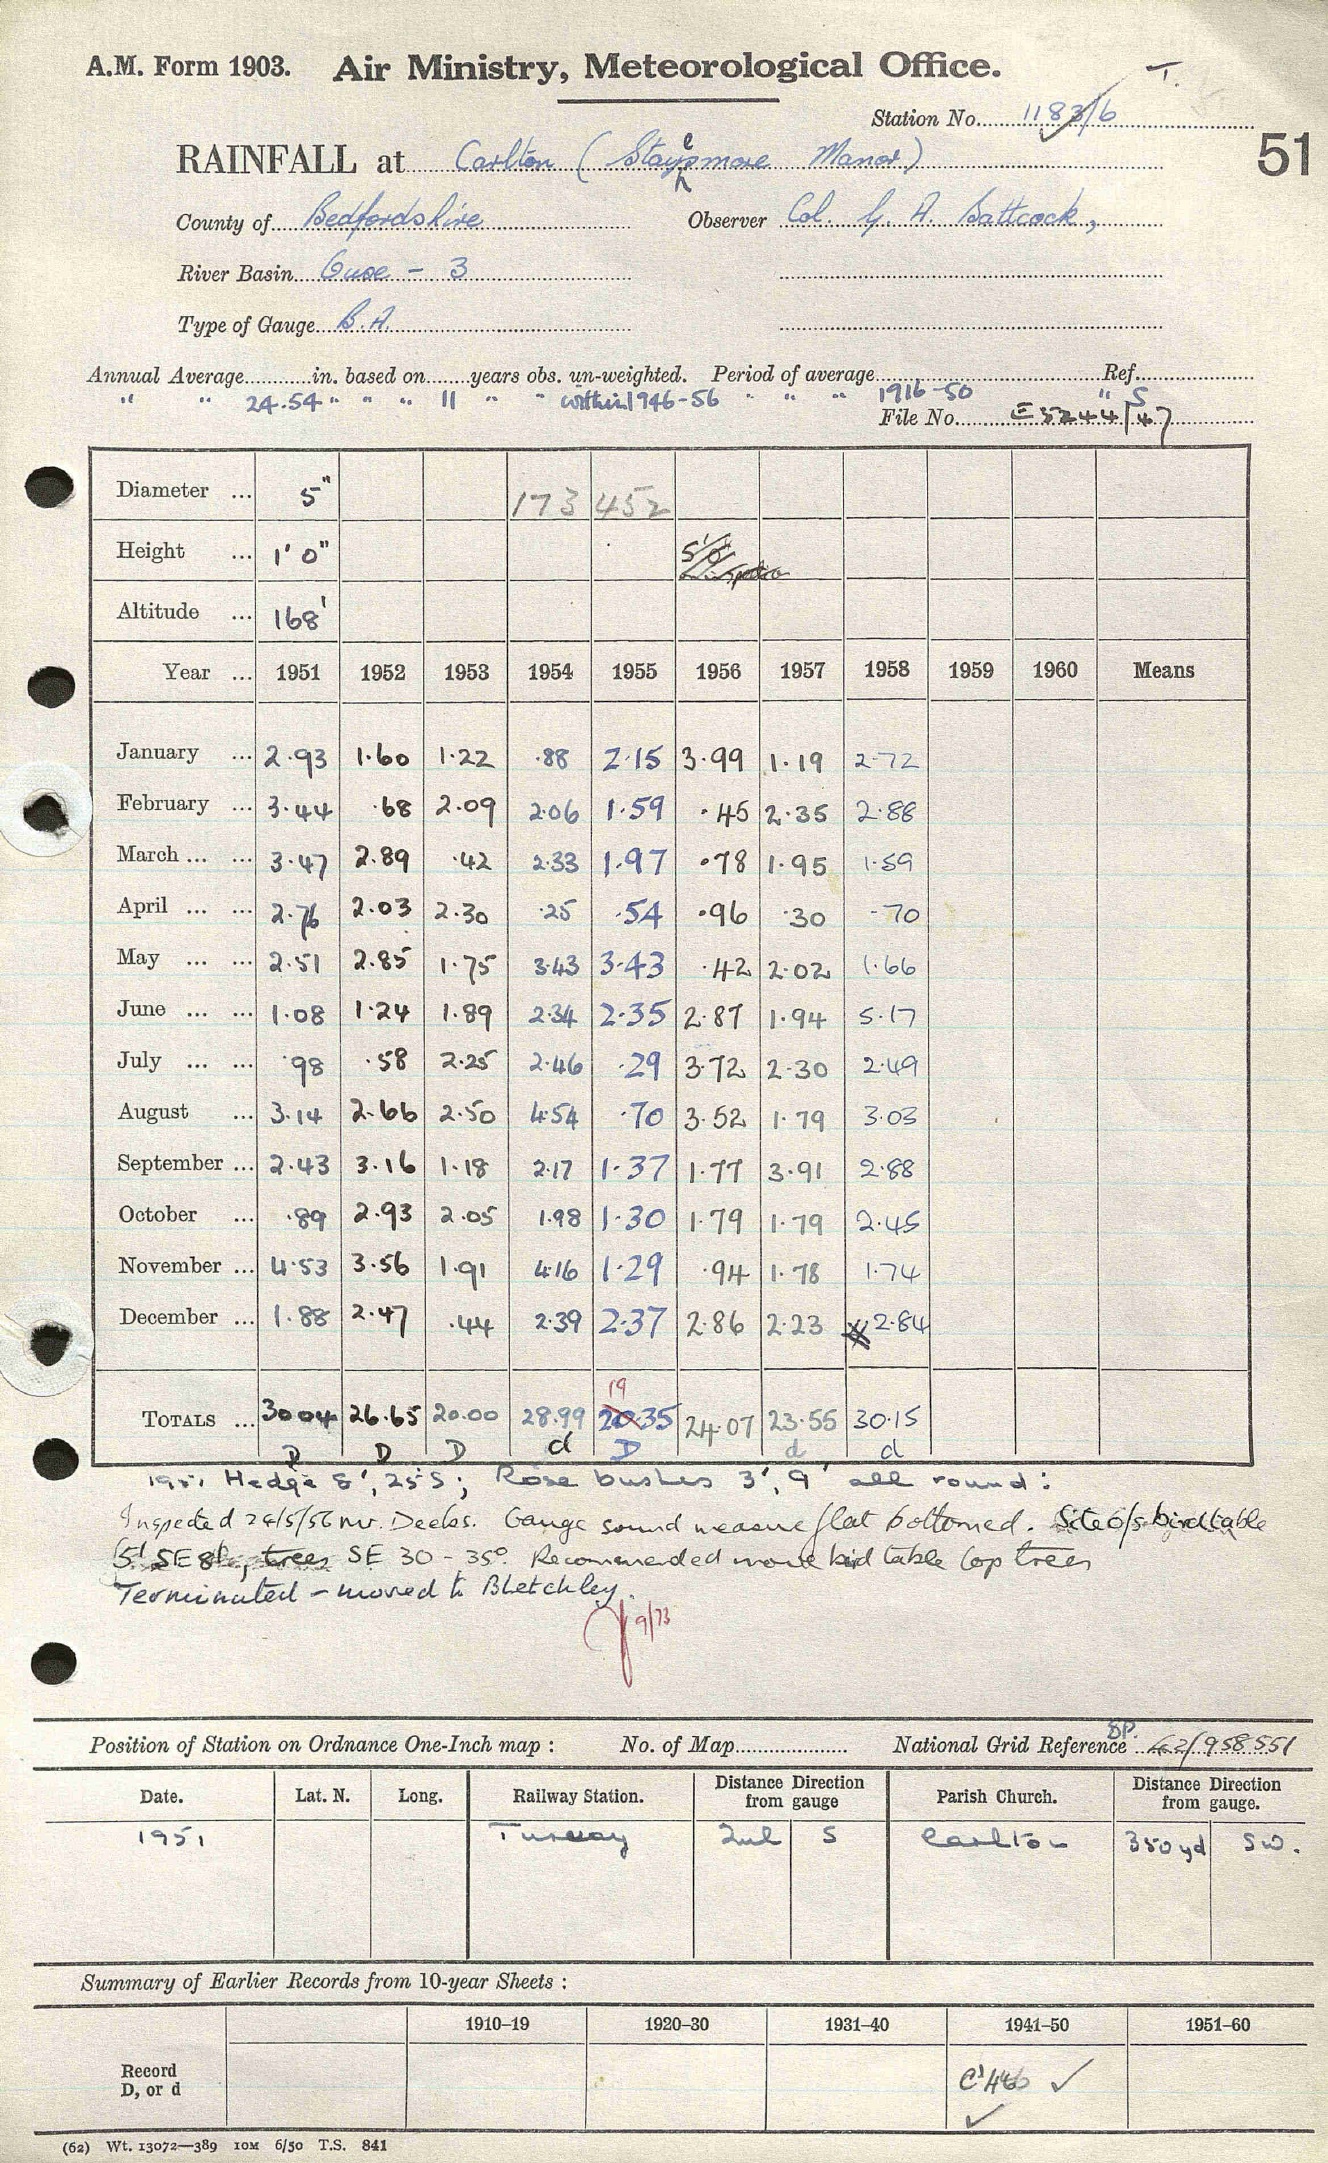 A.M. Form 1903. Air Ministry, Meteorological Office.
T.
Station No. 1183/6
51
RAINFALL at Carlton (Stayesmore Manor)
County of Bedfordshire Observer Col. G. A. Battcock,
River Basin Ouse - 3
Type of Gauge B.A.
Annual Average in. based on years obs. un-weighted. Period of average Ref.
" " 24.54 " " " 11 " " within 1946-56 " " " 1916-50 " S
File No. E5244/47
Diameter ... 5" 173 452
Height ... 1' 0" 5'0"
Altitude ... 168'
Year ... 1951 1952 1953 1954 1955 1956 1957 1958 1959 1960 Means
January ... 2.93 1.60 1.22 .88 2.15 3.99 1.19 2.72
February ... 3.44 .68 2.09 2.06 1.59 .45 2.35 2.88
March ... ... 3.47 2.89 .42 2.33 1.97 .78 1.95 1.59
April ... ... 2.76 2.03 2.30 .25 .54 .96 .30 .70
May ... ... 2.51 2.85 1.75 3.43 3.43 .42 2.02 1.66
June ... ... 1.08 1.24 1.89 2.34 2.35 2.87 1.94 5.17
July ... ... .98 .58 2.25 2.46 .29 3.72 2.30 2.49
August ... 3.14 2.66 2.50 4.54 .70 3.52 1.79 3.03
September ... 2.43 3.16 1.18 2.17 1.37 1.77 3.91 2.88
October ... .89 2.93 2.05 1.98 1.30 1.79 1.79 2.45
November ... 4.53 3.56 1.91 4.16 1.29 .94 1.78 1.74
December ... 1.88 2.47 .44 2.39 2.37 2.86 2.23 2.84
19
TOTALS ... 30.04 26.65 20.00 28.99 20.35 24.07 23.55 30.15
D D D d D d d
1951 Hedge 8', 25' S; Rose bushes 3', 9' all round:
Inspected 24/5/56 Mr. Deeks. Gauge sound measure flat bottomed. Site o/s bird table
5' SE 8', trees SE 30 - 35°. Recommended move bird table lop trees
Terminated - moved to Bletchley.
9/73
Position of Station on Ordnance One-Inch map : No. of Map National Grid Reference SP. 42/958551
Date. Lat. N. Long. Railway Station. Distance Direction from gauge Parish Church. Distance Direction from gauge.
1951 Turvey 2ml S Carlton 350yd SW.
Summary of Earlier Records from 10-year Sheets :
1910–19 1920–30 1931–40 1941–50 1951–60
Record
D, or d
C'46 ✓
✓
(62) Wt. 13072—389 10M 6/50 T.S. 841